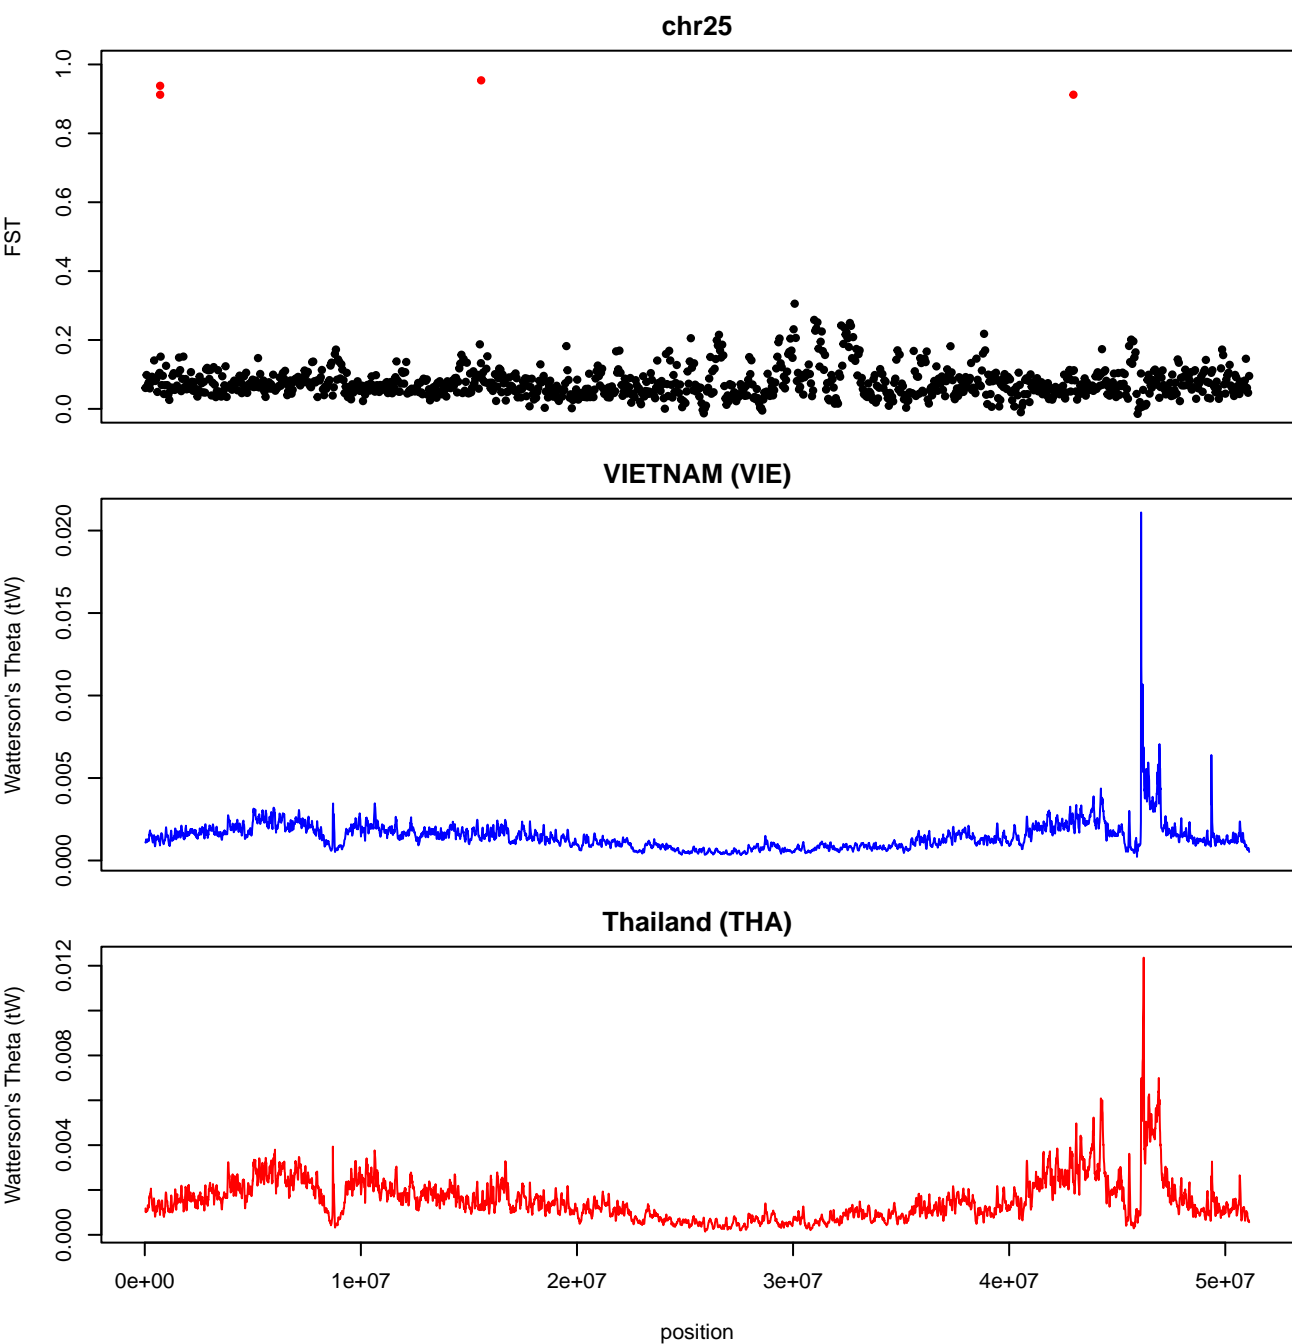 chr25
FST
0.0 0.2 0.4 0.6 0.8 1.0
VIETNAM (VIE)
Watterson's Theta (tW)
0.000 0.005 0.010 0.015 0.020
Thailand (THA)
Watterson's Theta (tW)
0.000 0.004 0.008 0.012
0e+00 1e+07 2e+07 3e+07 4e+07 5e+07
position